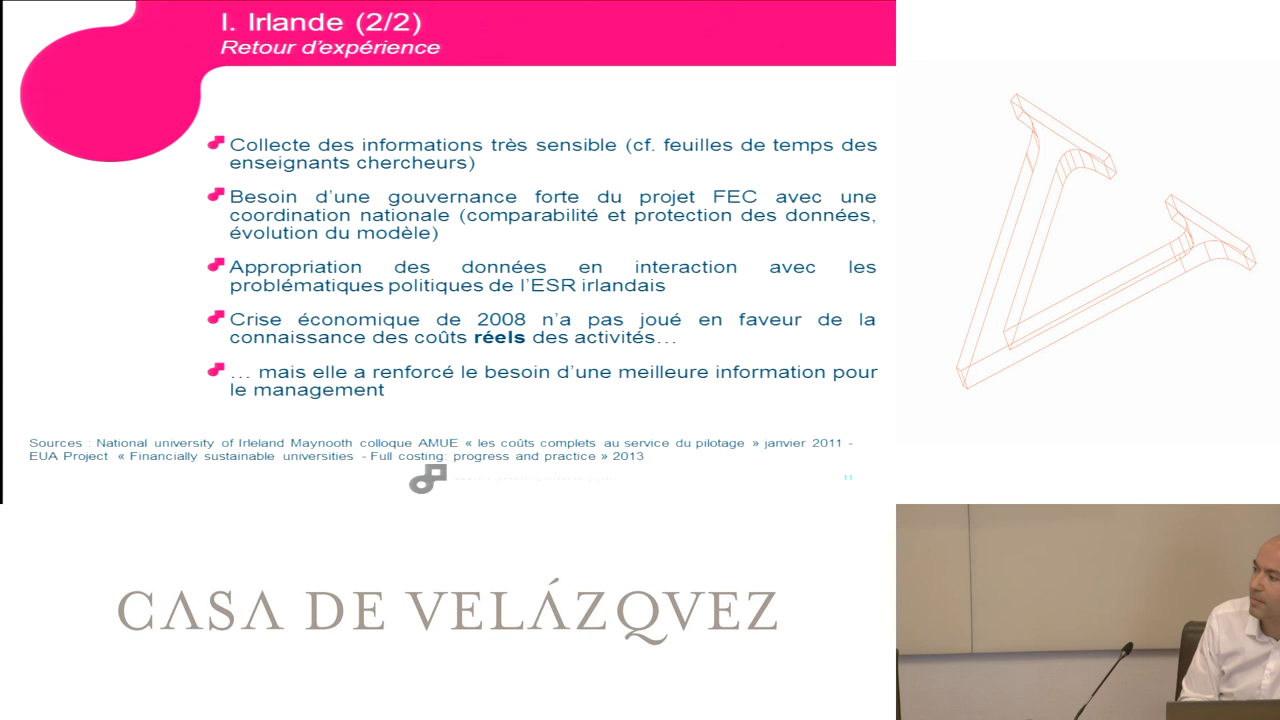 I. Irlande (2/2)
Retour d'expérience
Collecte des informations très sensible (cf. feuilles de temps des
enseignants chercheurs)
Besoin d'une gouvernance forte du projet FEC avec une
coordination nationale (comparabilité et protection des données,
évolution du modèle)
Appropriation des données en interaction avec les
problématiques politiques de l'ESR irlandais
Crise économique de 2008 n'a pas joué en faveur de la
connaissance des coûts réels des activités…
… mais elle a renforcé le besoin d'une meilleure information pour
le management
Sources : National university of Irleland Maynooth colloque AMUE « les coûts complets au service du pilotage » janvier 2011 -
EUA Project « Financially sustainable universities - Full costing: progress and practice » 2013
11
CASA DE VELÁZQVEZ